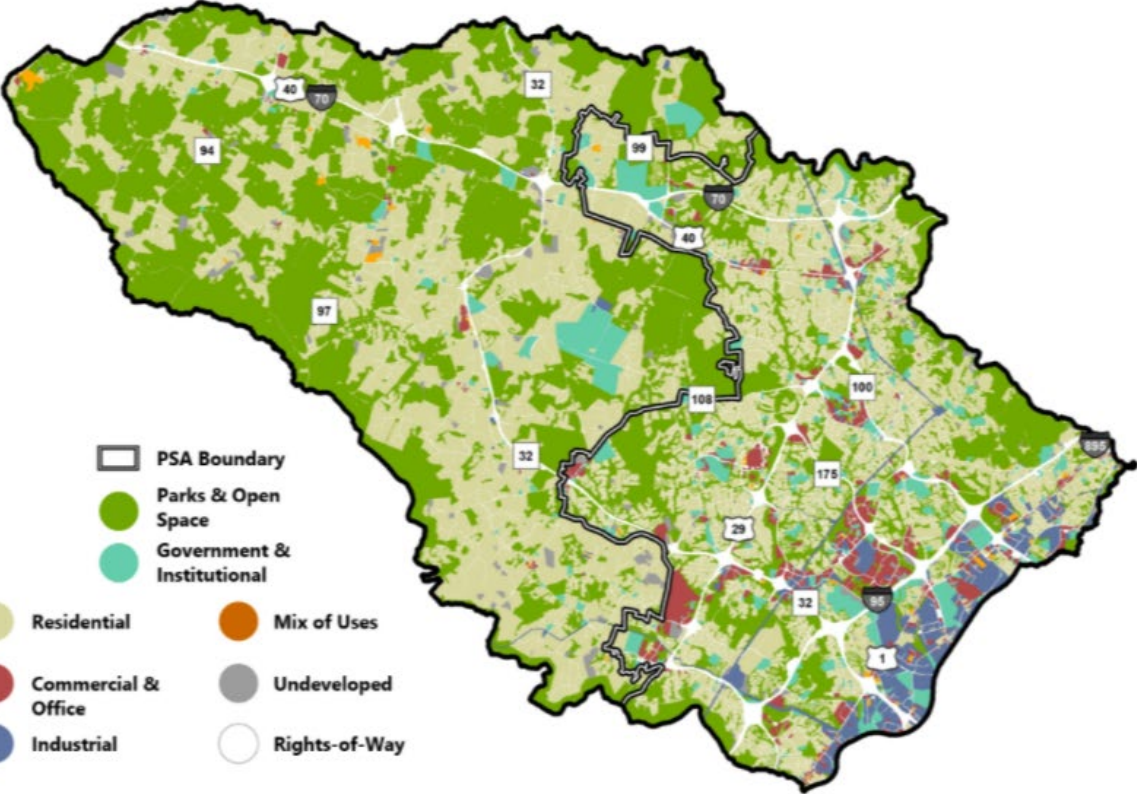 32
40
70
99
94
70
40
97
108
100
895
32
175
29
32
95
1
PSA Boundary
Parks & Open
Space
Government &
Institutional
Residential
Mix of Uses
Commercial &
Office
Undeveloped
Industrial
Rights-of-Way